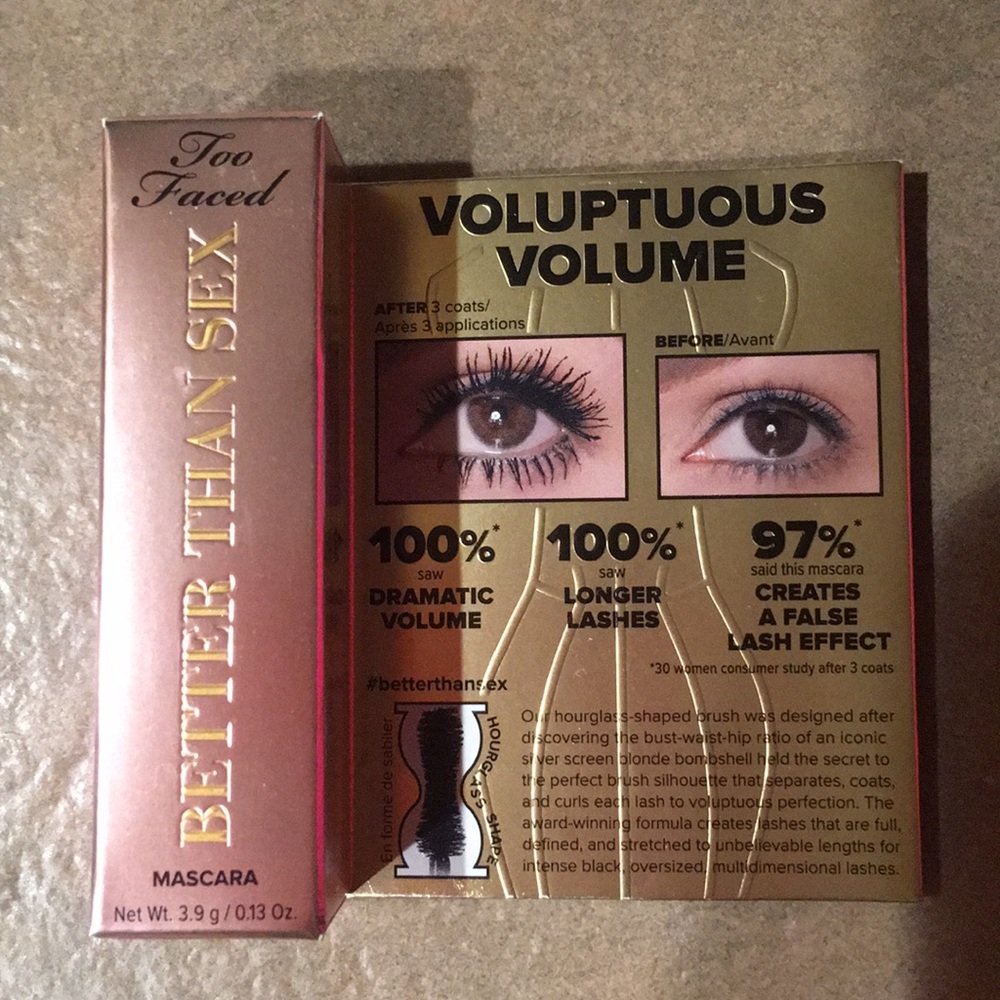 Too
Faced
BETTER THAN SEX
MASCARA
Net Wt. 3.9 g / 0.13 Oz.
VOLUPTUOUS
VOLUME
AFTER 3 coats/
Après 3 applications
BEFORE/Avant
100%*
saw
DRAMATIC
VOLUME
100%*
saw
LONGER
LASHES
97%*
said this mascara
CREATES
A FALSE
LASH EFFECT
*30 women consumer study after 3 coats
#betterthansex
En forme de sablier
HOURGLASS SHAPE
Our hourglass-shaped brush was designed after
discovering the bust-waist-hip ratio of an iconic
silver screen blonde bombshell held the secret to
the perfect brush silhouette that separates, coats,
and curls each lash to voluptuous perfection. The
award-winning formula creates lashes that are full,
defined, and stretched to unbelievable lengths for
intense black, oversized, multidimensional lashes.